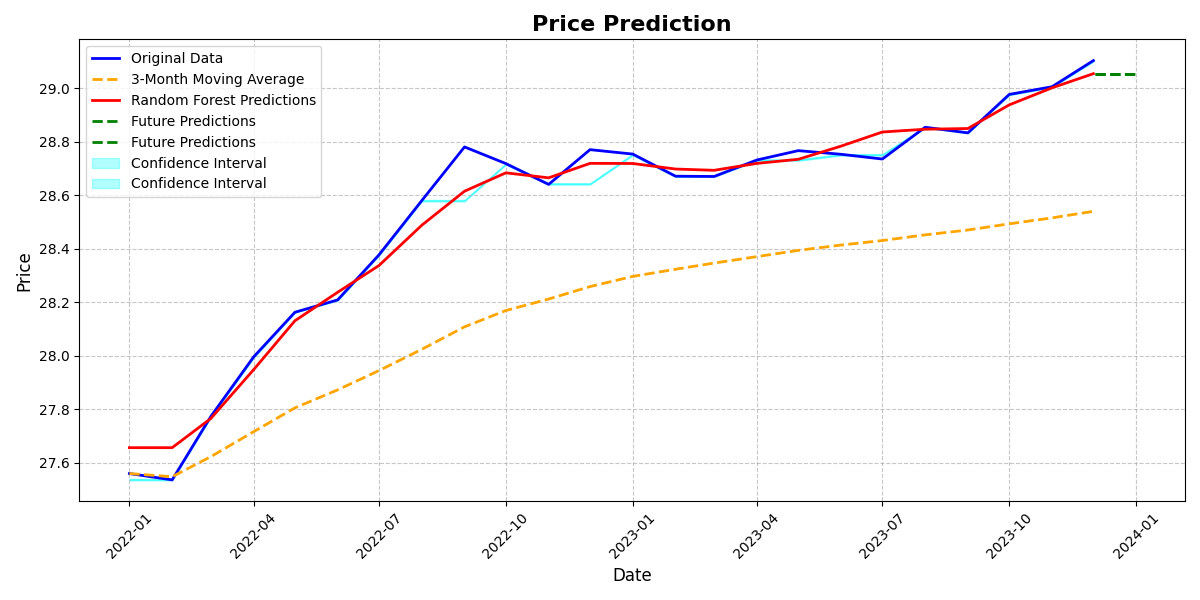 Price Prediction
Original Data
3-Month Moving Average
Random Forest Predictions
Future Predictions
Future Predictions
Confidence Interval
Confidence Interval
Price
29.0
28.8
28.6
28.4
28.2
28.0
27.8
27.6
2022-01
2022-04
2022-07
2022-10
2023-01
2023-04
2023-07
2023-10
2024-01
Date